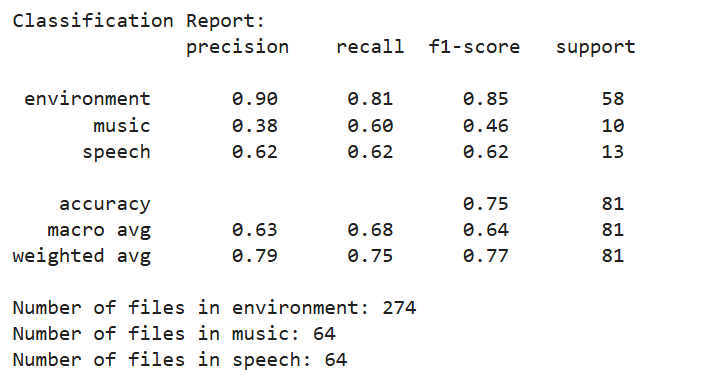 Classification Report:
precision recall f1-score support
environment 0.90 0.81 0.85 58
music 0.38 0.60 0.46 10
speech 0.62 0.62 0.62 13
accuracy 0.75 81
macro avg 0.63 0.68 0.64 81
weighted avg 0.79 0.75 0.77 81
Number of files in environment: 274
Number of files in music: 64
Number of files in speech: 64